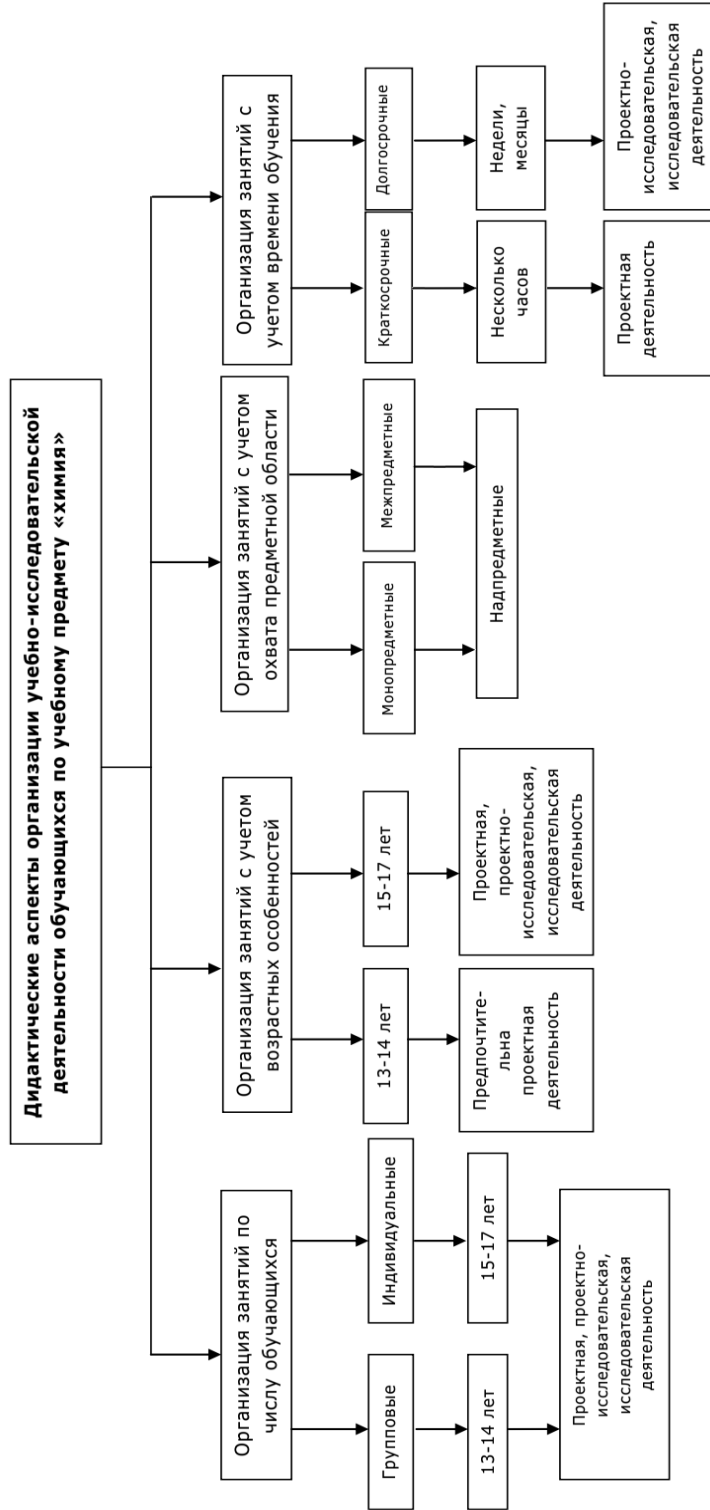 Дидактические аспекты организации учебно-исследовательской
деятельности обучающихся по учебному предмету «химия»
Организация занятий по
числу обучающихся
Организация занятий с учетом
возрастных особенностей
Организация занятий с учетом
охвата предметной области
Организация занятий с
учетом времени обучения
Групповые
Индивидуальные
13-14 лет
15-17 лет
Монопредметные
Межпредметные
Краткосрочные
Долгосрочные
13-14 лет
15-17 лет
Предпочтите-
льна
проектная
деятельность
Проектная,
проектно-
исследовательская,
исследовательская
деятельность
Надпредметные
Несколько
часов
Недели,
месяцы
Проектная, проектно-
исследовательская,
исследовательская
деятельность
Проектная
деятельность
Проектно-
исследовательская,
исследовательская
деятельность